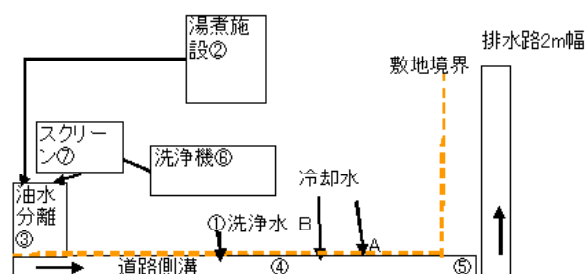 湯煮施
設②
排水路2m幅
敷地境界
スクリー
ン⑦
洗浄機⑥
冷却水
油水
分離
③
①洗浄水 B
A
道路側溝
④
⑤